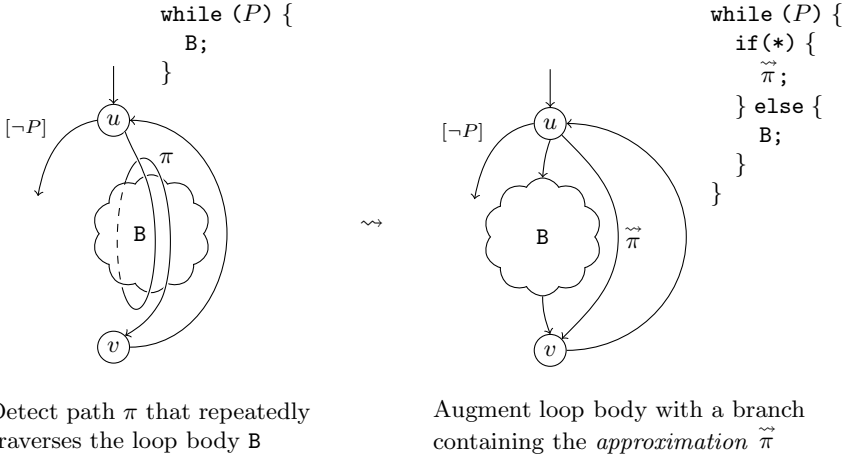 while (P) {
B;
}
u
[¬P]
π
B
v
⇝
while (P) {
if(*) {
π⃝;
} else {
B;
}
}
u
[¬P]
B
π
v
Detect path π that repeatedly
traverses the loop body B
Augment loop body with a branch
containing the approximation π